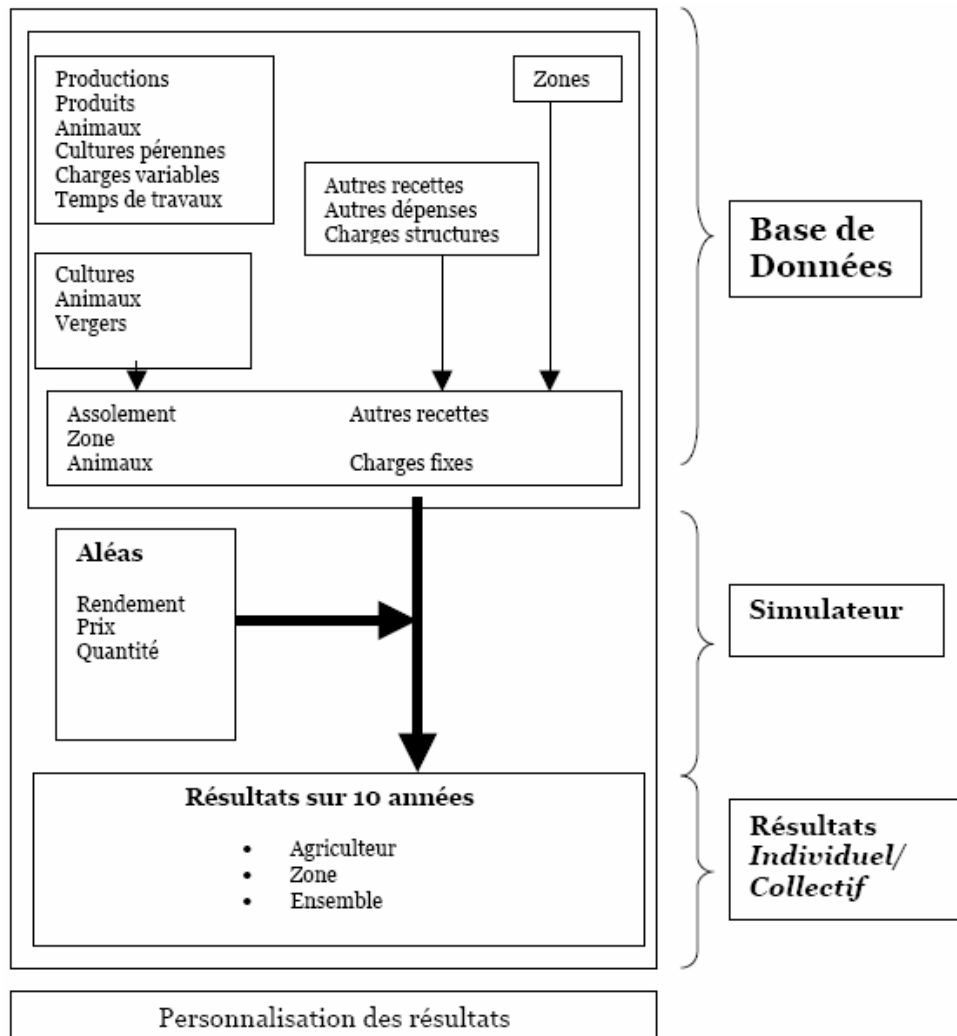 Productions
Produits
Animaux
Cultures pérennes
Charges variables
Temps de travaux
Zones
Autres recettes
Autres dépenses
Charges structures
Cultures
Animaux
Vergers
Assolement
Zone
Animaux
Autres recettes
Charges fixes
Base de
Données
Aléas
Rendement
Prix
Quantité
Simulateur
Résultats sur 10 années
• Agriculteur
• Zone
• Ensemble
Résultats
Individuel/
Collectif
Personnalisation des résultats